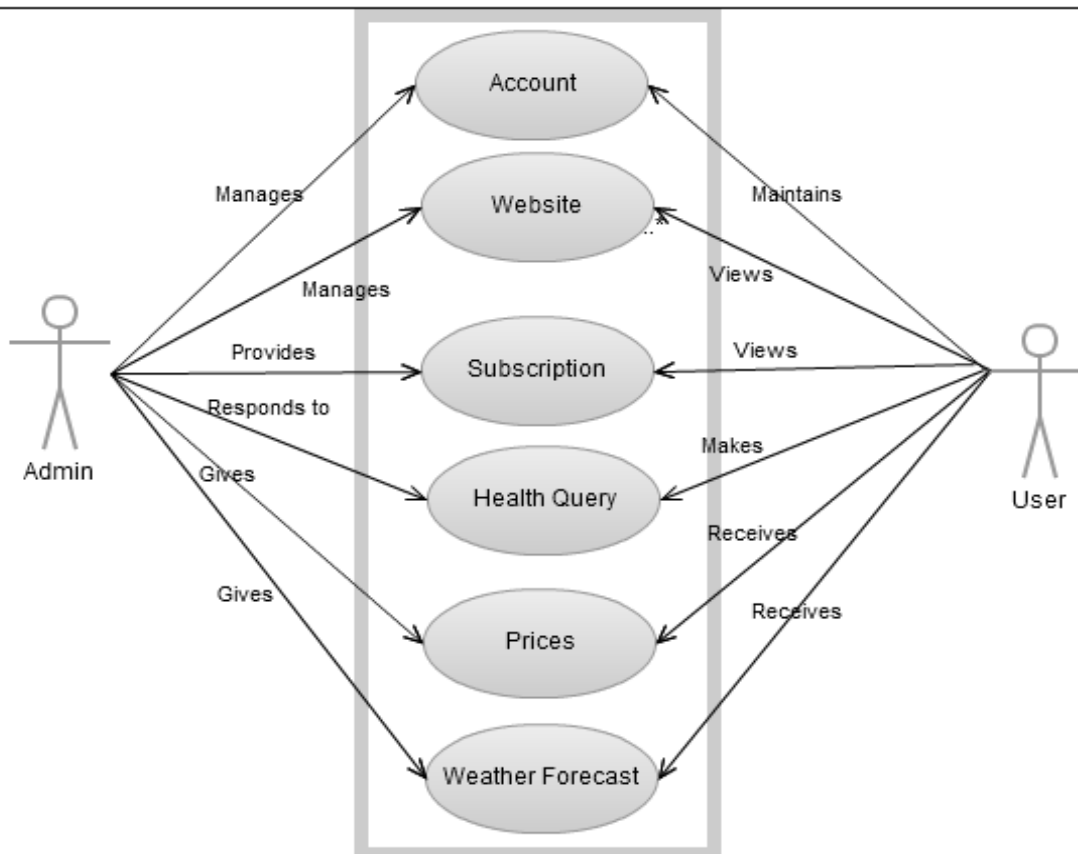 Account
Manages
Maintains
Website
..*
Manages
Views
Provides
Views
Subscription
Responds to
Makes
Admin
Gives
Health Query
User
Receives
Gives
Receives
Prices
Weather Forecast